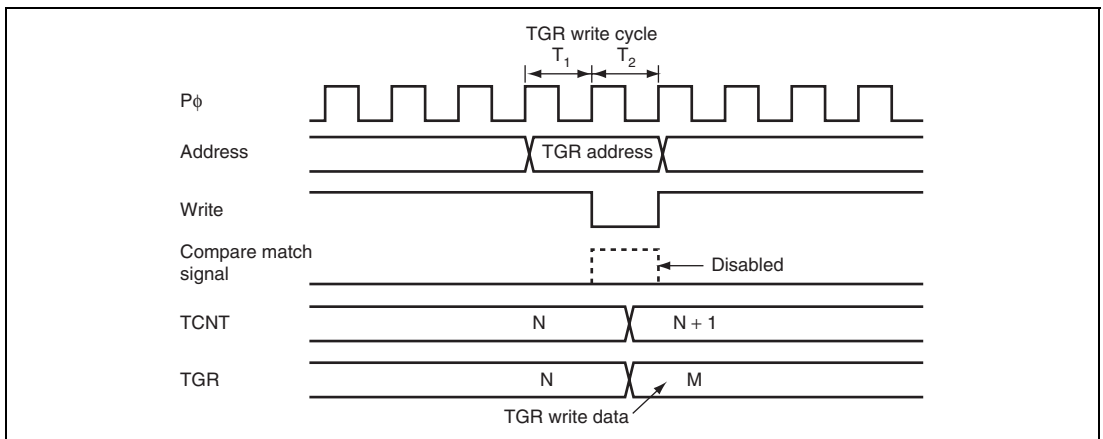 TGR write cycle
T1 T2
Pφ
Address
TGR address
Write
Compare match
signal
Disabled
TCNT
N
N + 1
TGR
N
M
TGR write data